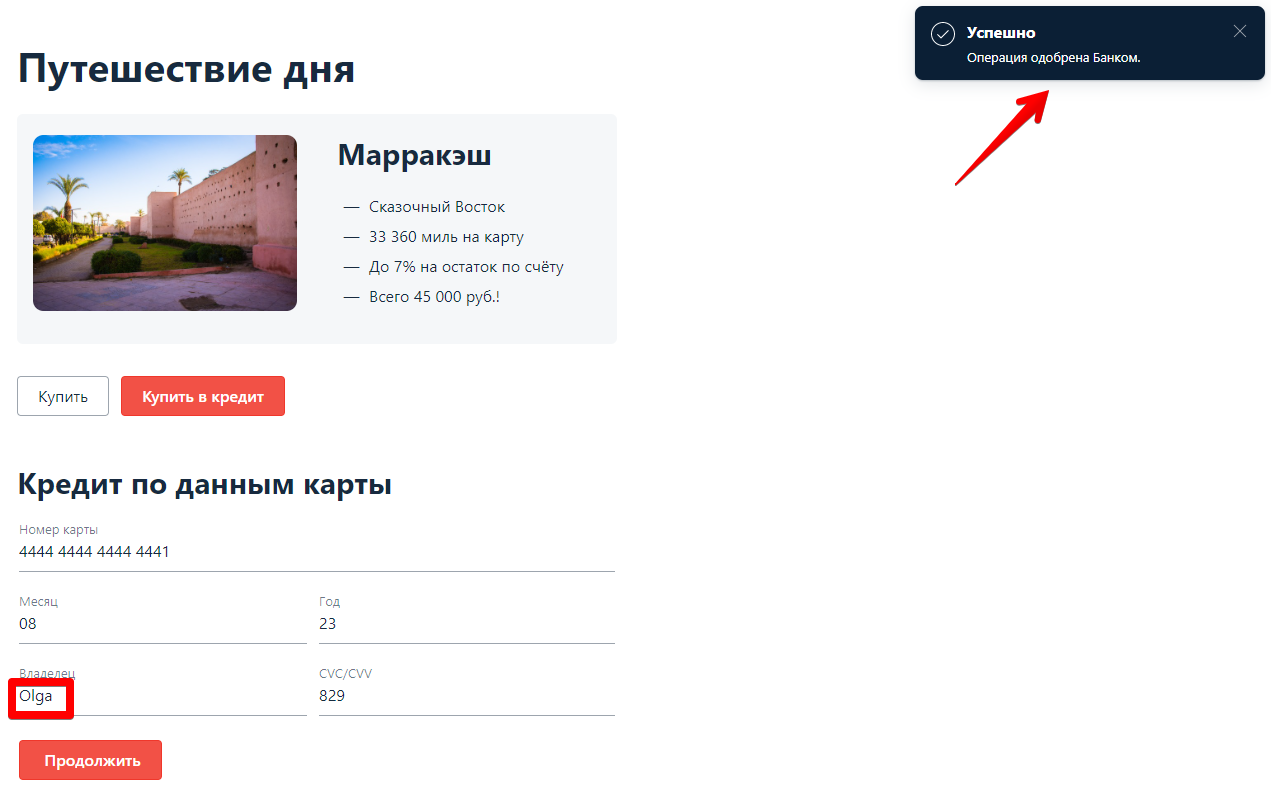 Успешно
Операция одобрена Банком.
Путешествие дня
Марракэш
— Сказочный Восток
— 33 360 миль на карту
— До 7% на остаток по счёту
— Всего 45 000 руб.!
Купить
Купить в кредит
Кредит по данным карты
Номер карты
4444 4444 4444 4441
Месяц
Год
08
23
Владелец
CVC/CVV
Olga
829
Продолжить